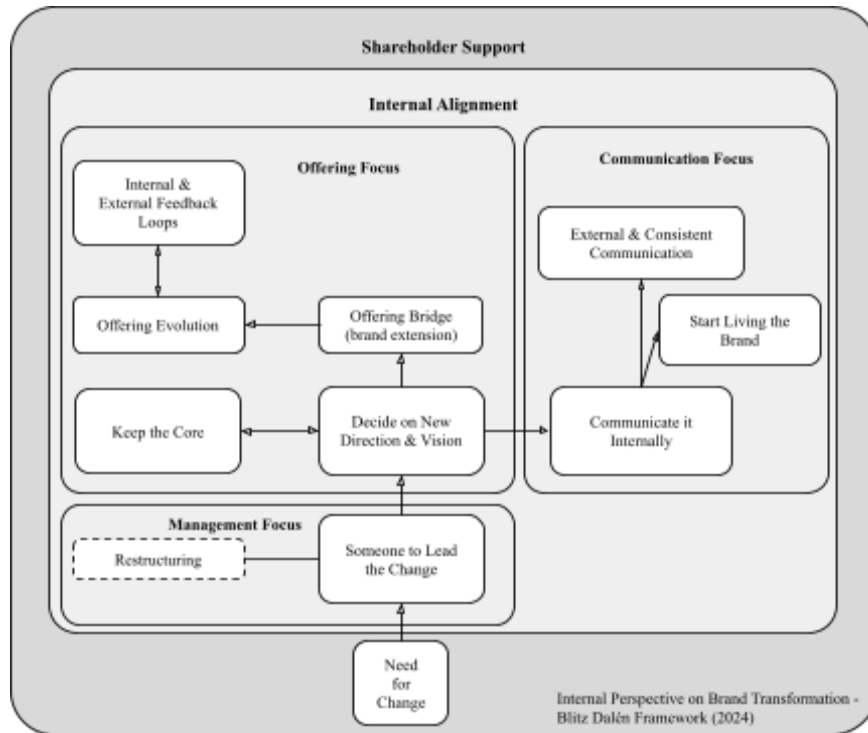 Shareholder Support
Internal Alignment
Offering Focus
Internal &
External Feedback
Loops
Offering Evolution
Offering Bridge
(brand extension)
Keep the Core
Decide on New
Direction & Vision
Communication Focus
External & Consistent
Communication
Start Living the
Brand
Communicate it
Internally
Management Focus
Restructuring
Someone to Lead
the Change
Need
for
Change
Internal Perspective on Brand Transformation -
Blitz Dalén Framework (2024)